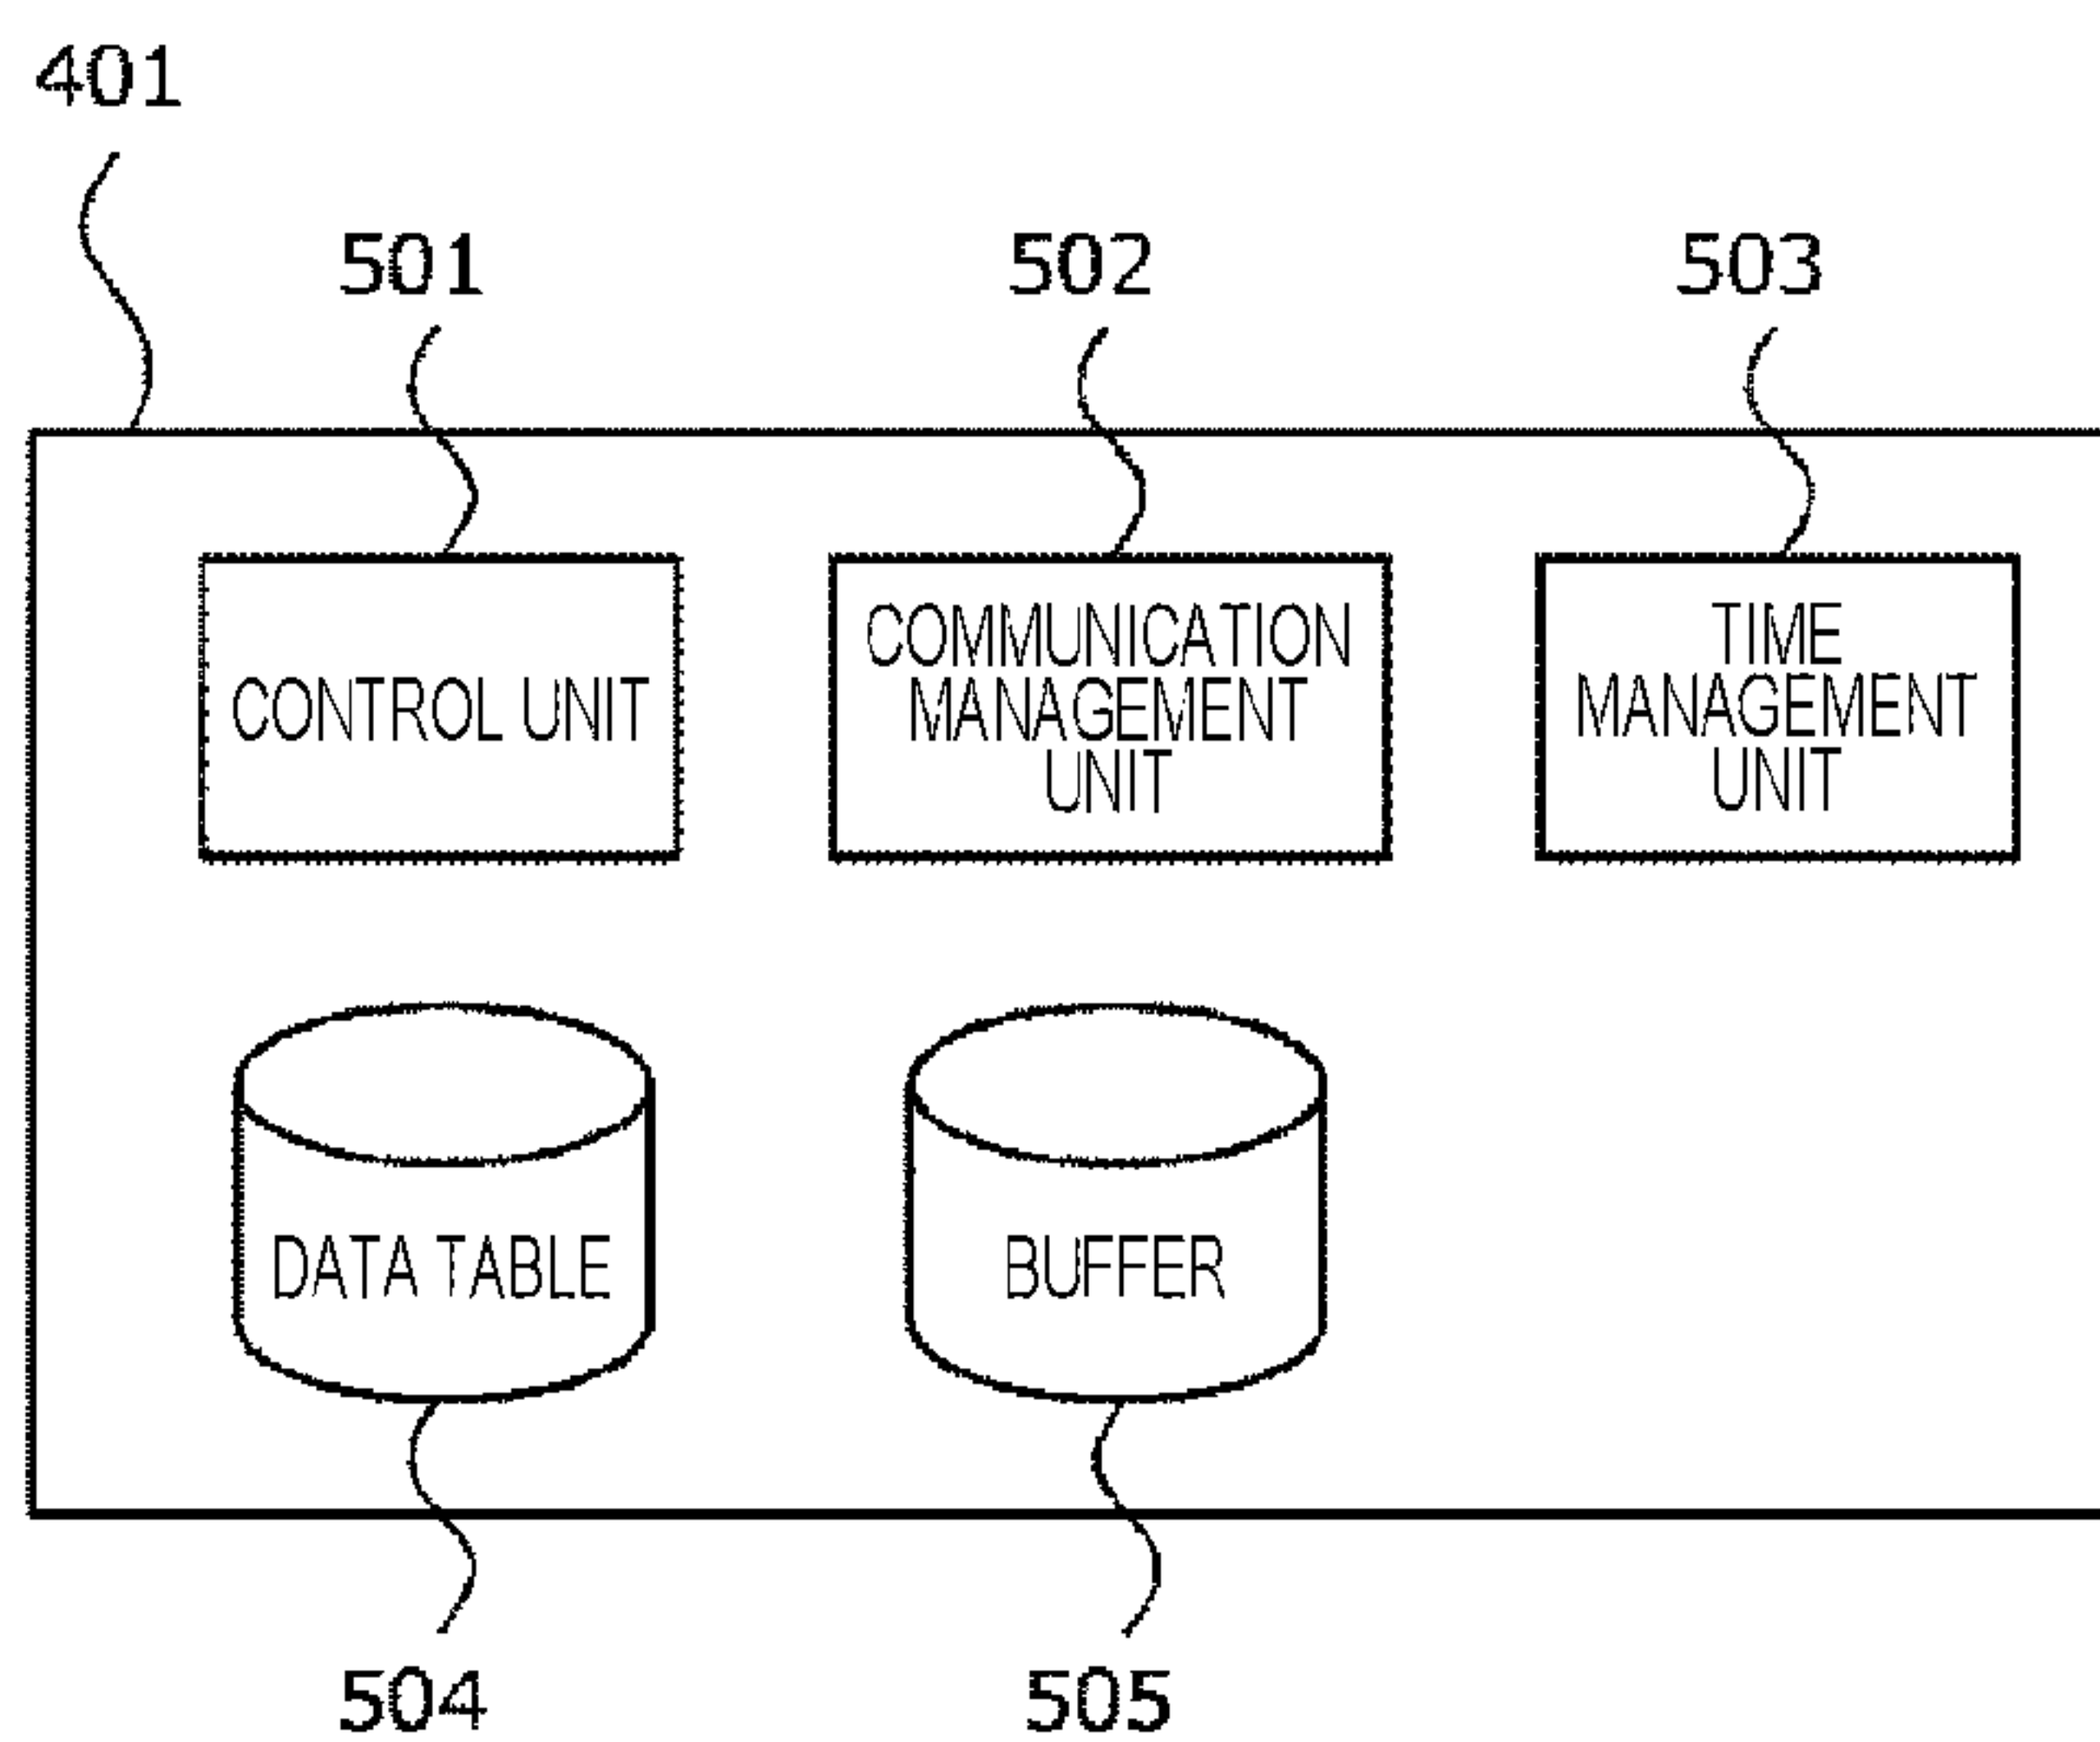 401
501
502
503
CONTROL UNIT
COMMUNICATION
MANAGEMENT
UNIT
TIME
MANAGEMENT
UNIT
DATA TABLE
BUFFER
504
505